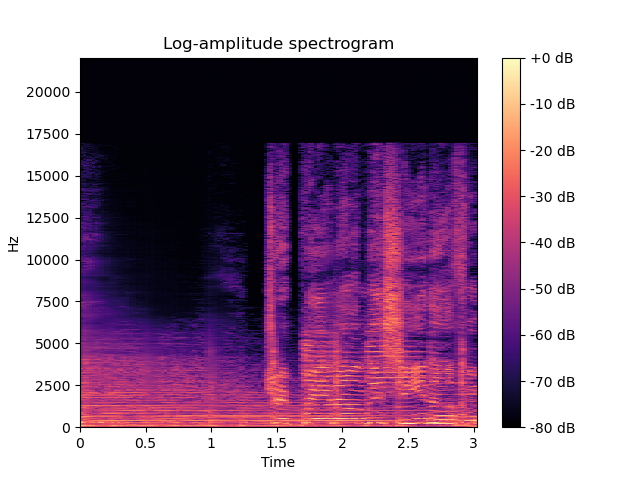 Log-amplitude spectrogram
Hz
20000
17500
15000
12500
10000
7500
5000
2500
0
0 0.5 1 1.5 2 2.5 3
Time
+0 dB
-10 dB
-20 dB
-30 dB
-40 dB
-50 dB
-60 dB
-70 dB
-80 dB